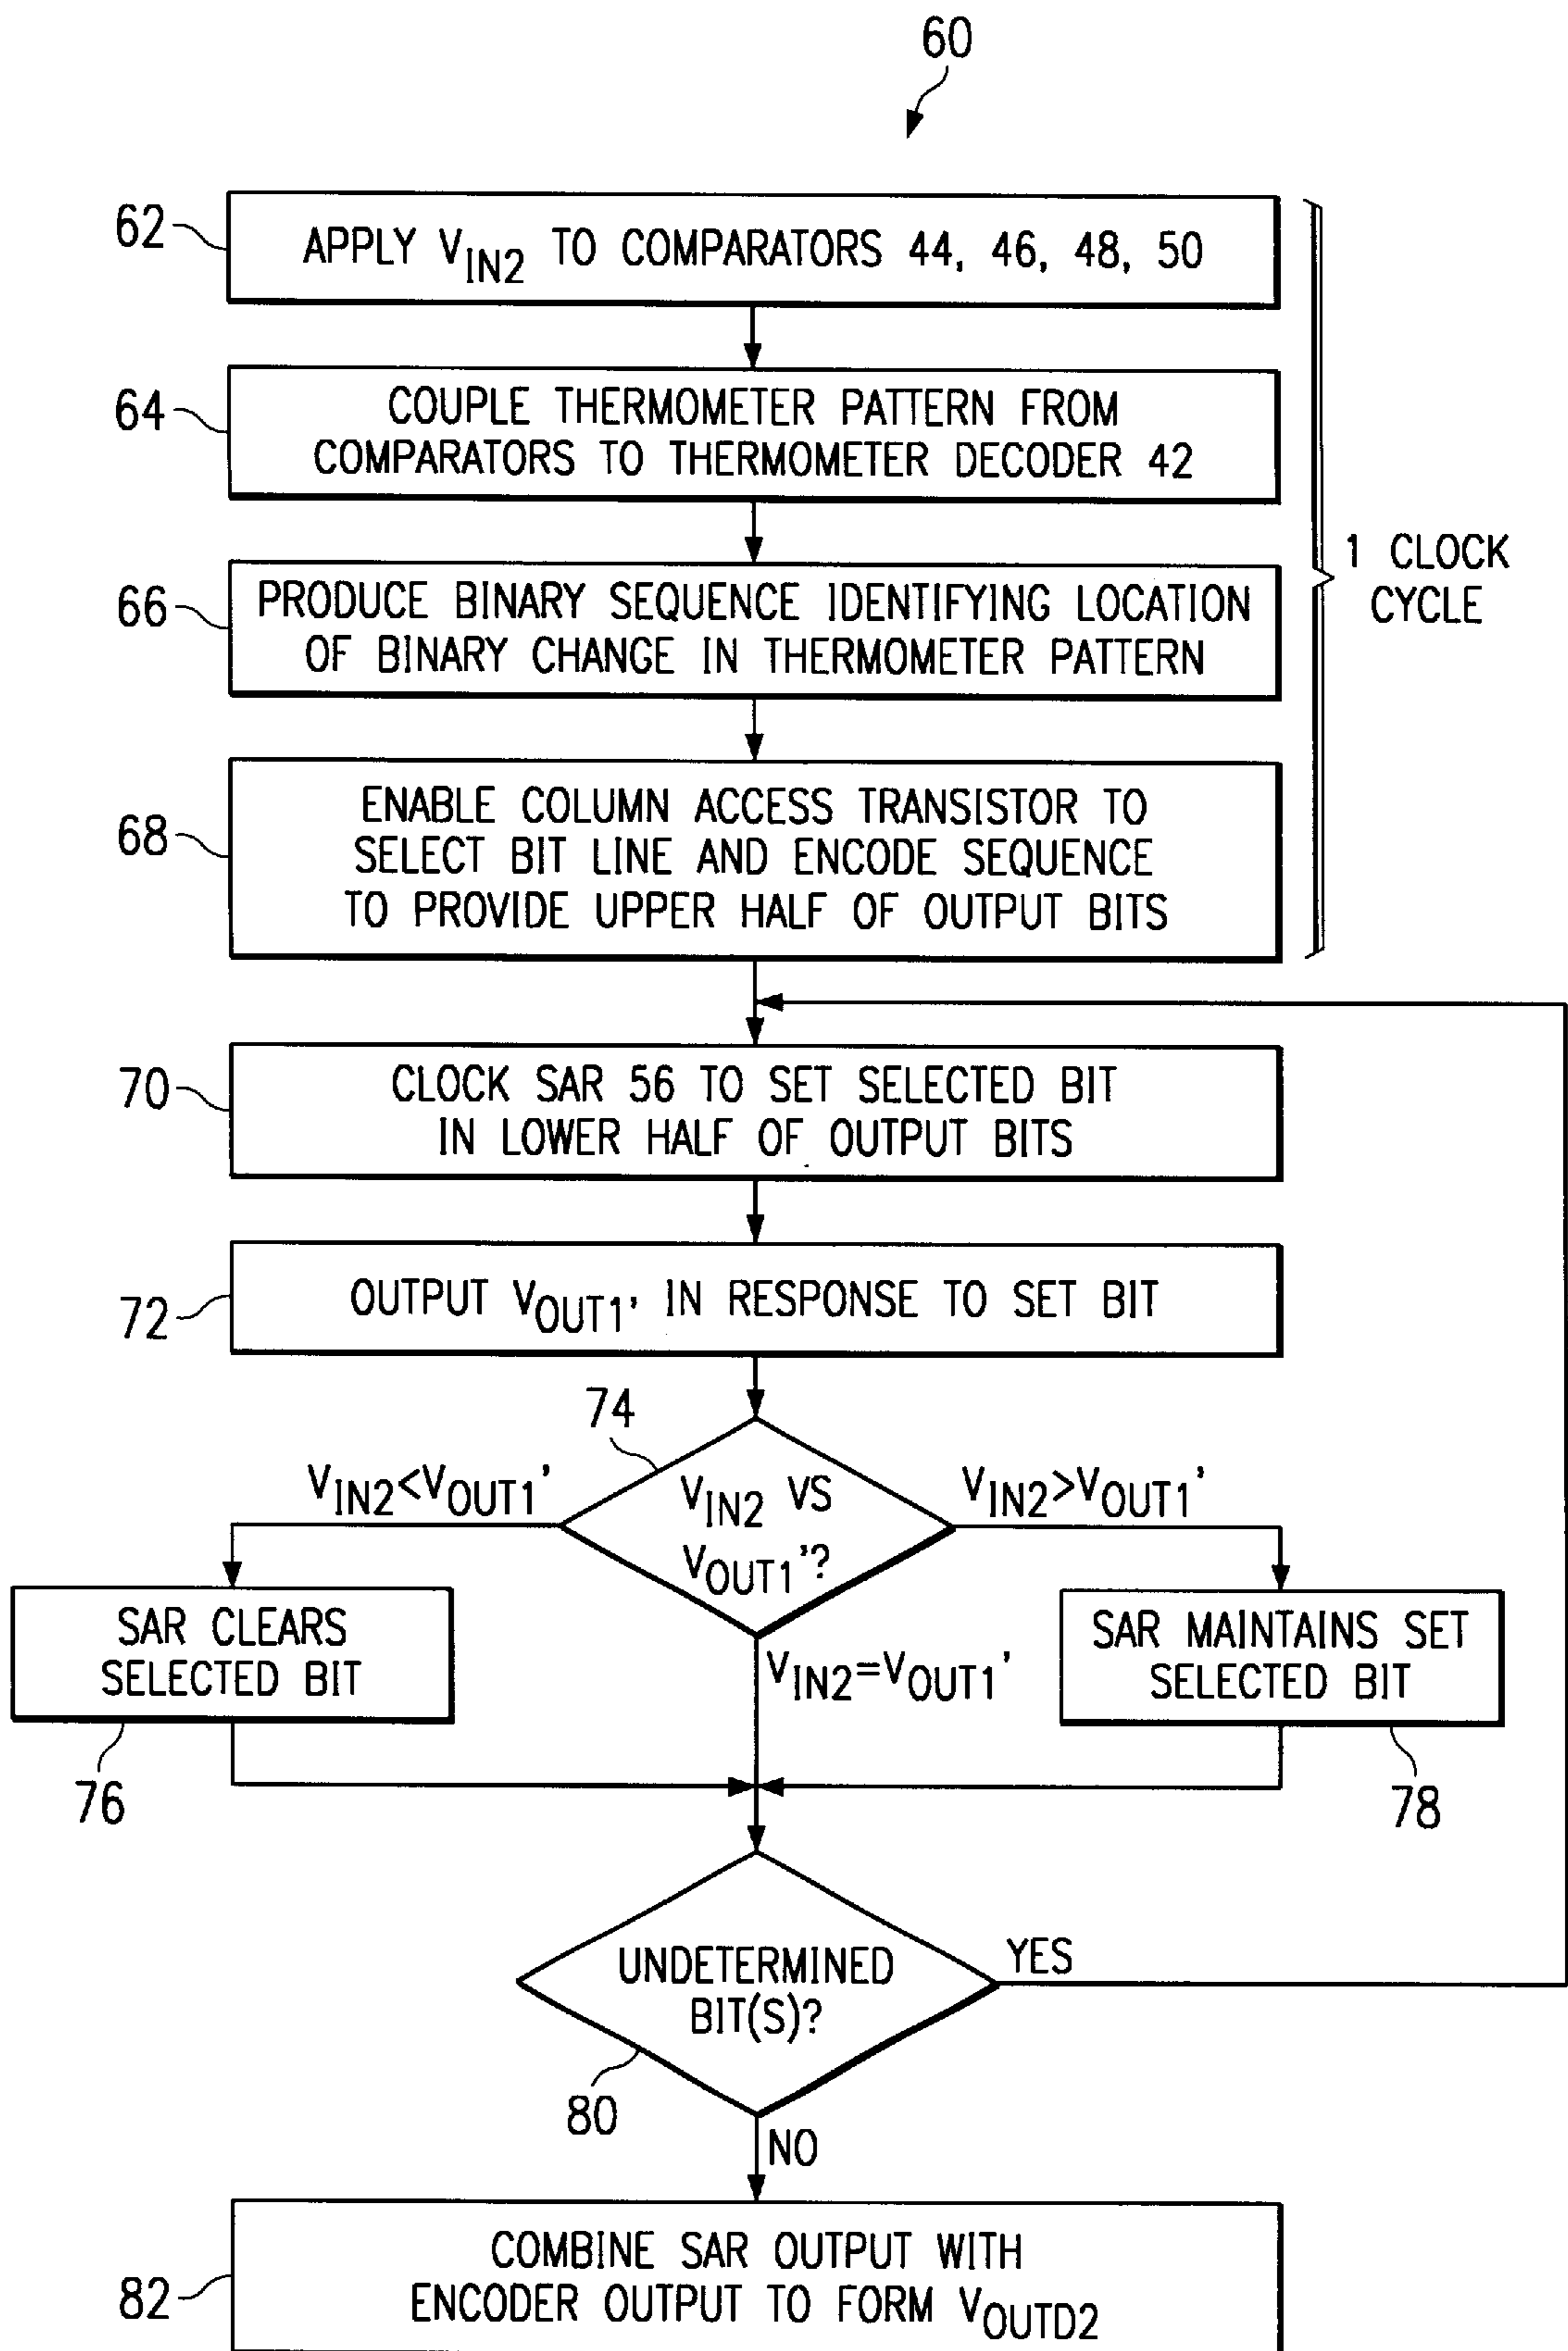 60
62
APPLY VIN2 TO COMPARATORS 44, 46, 48, 50
64
COUPLE THERMOMETER PATTERN FROM
COMPARATORS TO THERMOMETER DECODER 42
1 CLOCK
CYCLE
66
PRODUCE BINARY SEQUENCE IDENTIFYING LOCATION
OF BINARY CHANGE IN THERMOMETER PATTERN
68
ENABLE COLUMN ACCESS TRANSISTOR TO
SELECT BIT LINE AND ENCODE SEQUENCE
TO PROVIDE UPPER HALF OF OUTPUT BITS
70
CLOCK SAR 56 TO SET SELECTED BIT
IN LOWER HALF OF OUTPUT BITS
72
OUTPUT VOUT1' IN RESPONSE TO SET BIT
74
VIN2<VOUT1'
VIN2 VS
VOUT1'?
VIN2>VOUT1'
SAR CLEARS
SELECTED BIT
76
VIN2=VOUT1'
SAR MAINTAINS SET
SELECTED BIT
78
UNDETERMINED
BIT(S)?
YES
80
NO
82
COMBINE SAR OUTPUT WITH
ENCODER OUTPUT TO FORM VOUTD2